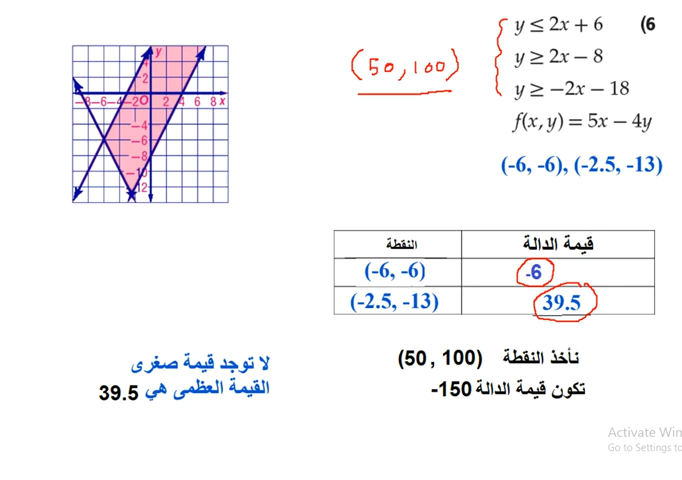 (6
y ≤ 2x + 6
y ≥ 2x − 8
y ≥ −2x − 18
f(x, y) = 5x − 4y
(50, 100)
(-6, -6), (-2.5, -13)
y
4
2
-8 -6 -4 -2 O 2 4 6 8 x
-4
-6
-8
-10
-12
النقطة قيمة الدالة
(-6, -6) -6
(-2.5, -13) 39.5
نأخذ النقطة (50 , 100)
تكون قيمة الدالة 150-
لا توجد قيمة صغرى
القيمة العظمى هي 39.5
Activate Win
Go to Settings tc